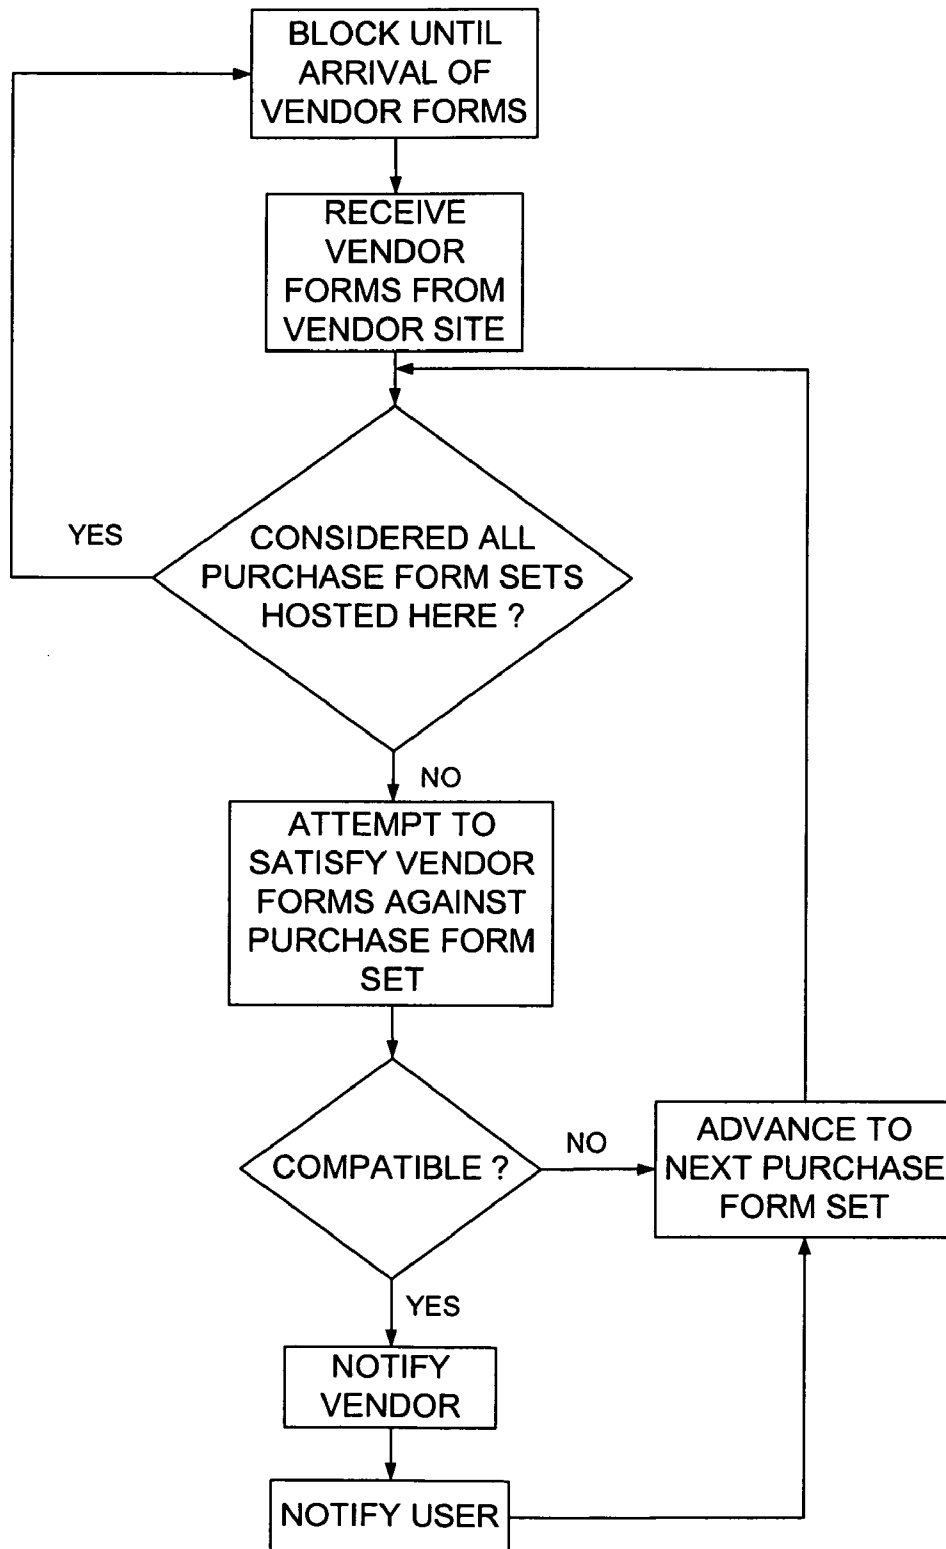 BLOCK UNTIL
ARRIVAL OF
VENDOR FORMS
RECEIVE
VENDOR
FORMS FROM
VENDOR SITE
YES
CONSIDERED ALL
PURCHASE FORM SETS
HOSTED HERE ?
NO
ATTEMPT TO
SATISFY VENDOR
FORMS AGAINST
PURCHASE FORM
SET
COMPATIBLE ?
NO
ADVANCE TO
NEXT PURCHASE
FORM SET
YES
NOTIFY
VENDOR
NOTIFY USER